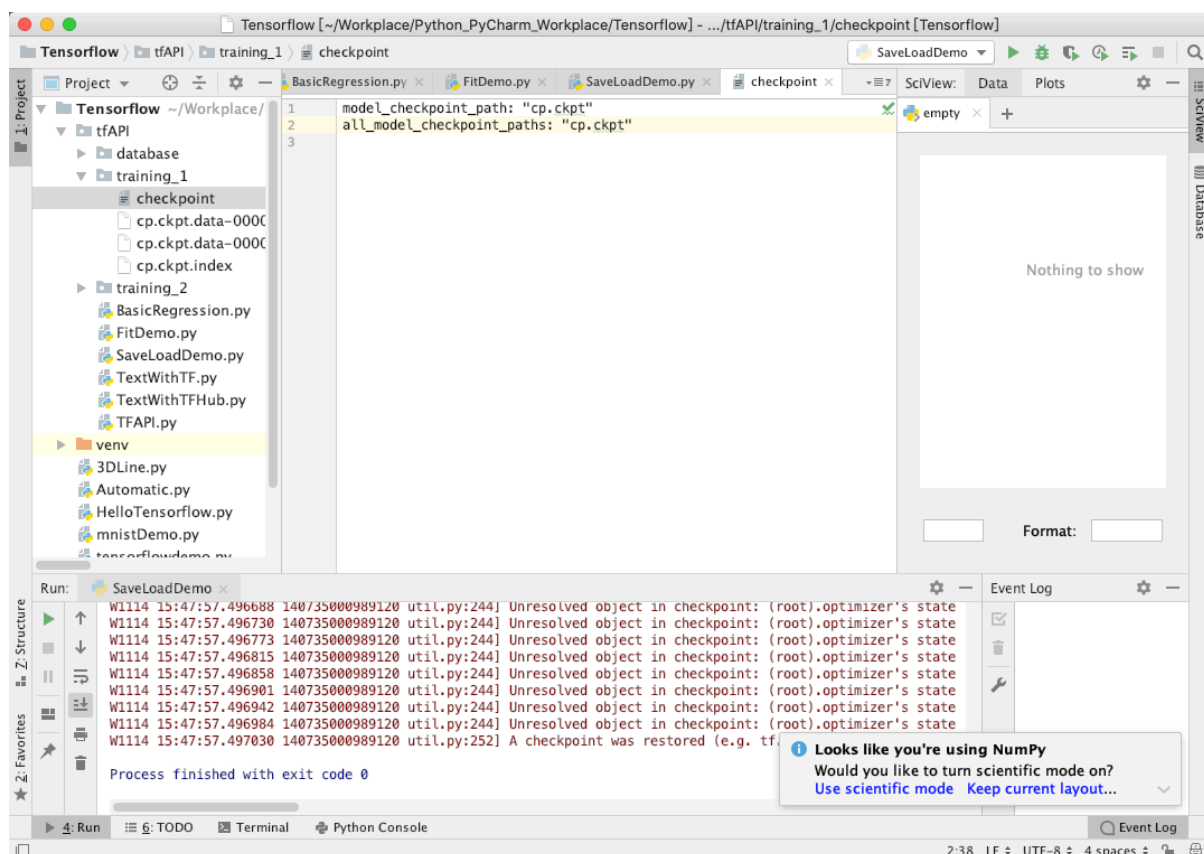 Tensorflow [~/Workplace/Python_PyCharm_Workplace/Tensorflow] - .../tfAPI/training_1/checkpoint [Tensorflow]
Tensorflow tfAPI training_1 checkpoint SaveLoadDemo
Project BasicRegression.py FitDemo.py SaveLoadDemo.py checkpoint 7 SciView: Data Plots
1: Project
Tensorflow ~/Workplace/
tfAPI
database
training_1
checkpoint
cp.ckpt.data-0000
cp.ckpt.data-0000
cp.ckpt.index
training_2
BasicRegression.py
FitDemo.py
SaveLoadDemo.py
TextWithTF.py
TextWithTFHub.py
TFAPI.py
venv
3DLine.py
Automatic.py
HelloTensorflow.py
mnistDemo.py
tensorflowdemo.py
1 model_checkpoint_path: "cp.ckpt"
2 all_model_checkpoint_paths: "cp.ckpt"
3
empty +
Nothing to show
Format:
SciView
Database
Run: SaveLoadDemo Event Log
W1114 15:47:57.496688 140735000989120 util.py:244] Unresolved object in checkpoint: (root).optimizer's state
W1114 15:47:57.496730 140735000989120 util.py:244] Unresolved object in checkpoint: (root).optimizer's state
W1114 15:47:57.496773 140735000989120 util.py:244] Unresolved object in checkpoint: (root).optimizer's state
W1114 15:47:57.496815 140735000989120 util.py:244] Unresolved object in checkpoint: (root).optimizer's state
W1114 15:47:57.496858 140735000989120 util.py:244] Unresolved object in checkpoint: (root).optimizer's state
W1114 15:47:57.496901 140735000989120 util.py:244] Unresolved object in checkpoint: (root).optimizer's state
W1114 15:47:57.496942 140735000989120 util.py:244] Unresolved object in checkpoint: (root).optimizer's state
W1114 15:47:57.496984 140735000989120 util.py:244] Unresolved object in checkpoint: (root).optimizer's state
W1114 15:47:57.497030 140735000989120 util.py:252] A checkpoint was restored (e.g. tf.
Process finished with exit code 0
Z: Structure
2: Favorites
Looks like you're using NumPy
Would you like to turn scientific mode on?
Use scientific mode Keep current layout...
4: Run 6: TODO Terminal Python Console Event Log
2:38 LF UTF-8 4 spaces